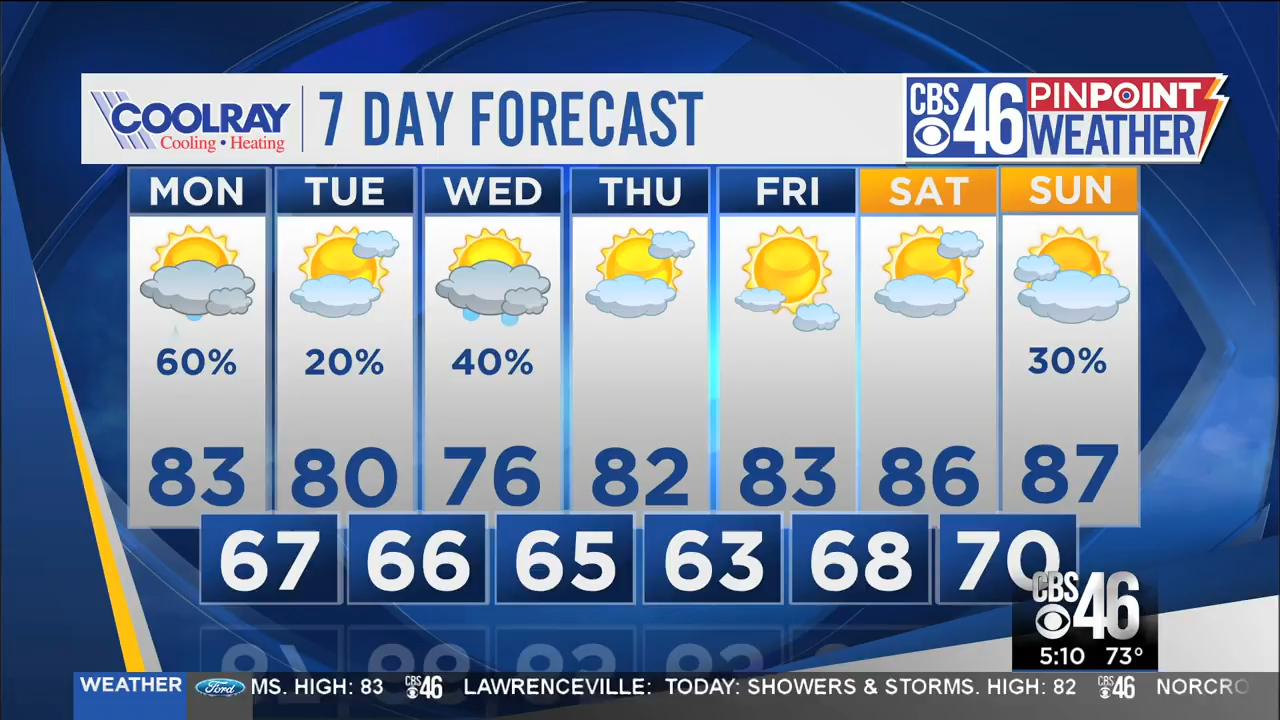 COOLRAY
Cooling • Heating
7 DAY FORECAST
CBS 46
PINPOINT
WEATHER
MON TUE WED THU FRI SAT SUN
60% 20% 40% 30%
83 80 76 82 83 86 87
67 66 65 63 68 70
CBS 46
5:10 73°
WEATHER Ford MS. HIGH: 83 CBS 46 LAWRENCEVILLE: TODAY: SHOWERS & STORMS. HIGH: 82 CBS 46 NORCRO